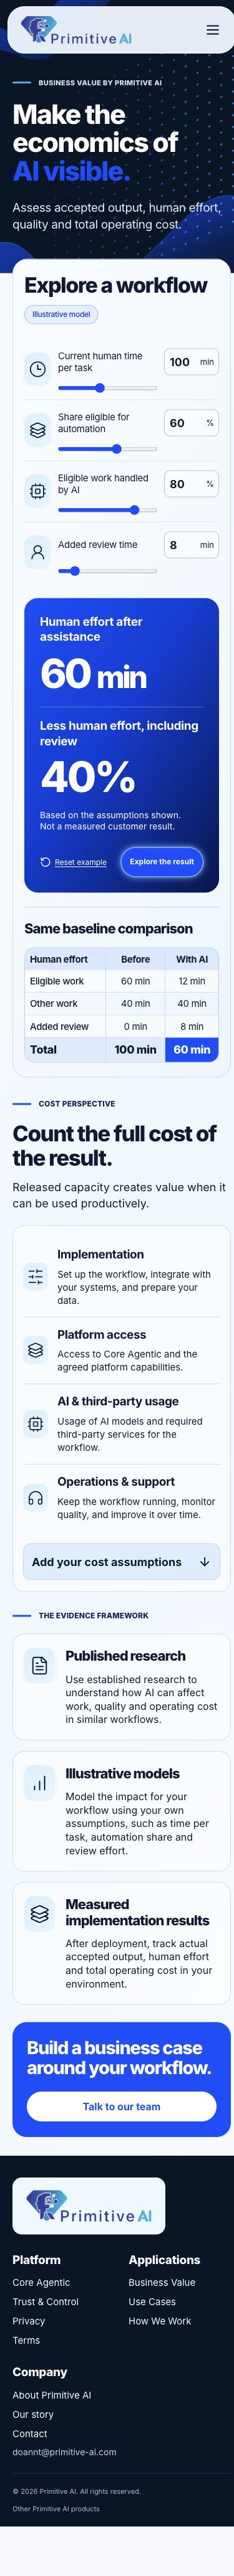 Primitive AI
BUSINESS VALUE BY PRIMITIVE AI
Make the
economics of
AI visible.
Assess accepted output, human effort,
quality and total operating cost.
Explore a workflow
Illustrative model
Current human time
per task
100 min
Share eligible for
automation
60 %
Eligible work handled
by AI
80 %
Added review time
8 min
Human effort after
assistance
60 min
Less human effort, including
review
40%
Based on the assumptions shown.
Not a measured customer result.
Reset example
Explore the result
Same baseline comparison
Human effort Before With AI
Eligible work 60 min 12 min
Other work 40 min 40 min
Added review 0 min 8 min
Total 100 min 60 min
COST PERSPECTIVE
Count the full cost of
the result.
Released capacity creates value when it
can be used productively.
Implementation
Set up the workflow, integrate with
your systems, and prepare your
data.
Platform access
Access to Core Agentic and the
agreed platform capabilities.
AI & third-party usage
Usage of AI models and required
third-party services for the
workflow.
Operations & support
Keep the workflow running, monitor
quality, and improve it over time.
Add your cost assumptions
THE EVIDENCE FRAMEWORK
Published research
Use established research to
understand how AI can affect
work, quality and operating cost
in similar workflows.
Illustrative models
Model the impact for your
workflow using your own
assumptions, such as time per
task, automation share and
review effort.
Measured
implementation results
After deployment, track actual
accepted output, human effort
and total operating cost in your
environment.
Build a business case
around your workflow.
Talk to our team
Primitive AI
Platform
Core Agentic
Trust & Control
Privacy
Terms
Applications
Business Value
Use Cases
How We Work
Company
About Primitive AI
Our story
Contact
doannt@primitive-ai.com
© 2026 Primitive AI. All rights reserved.
Other Primitive AI products